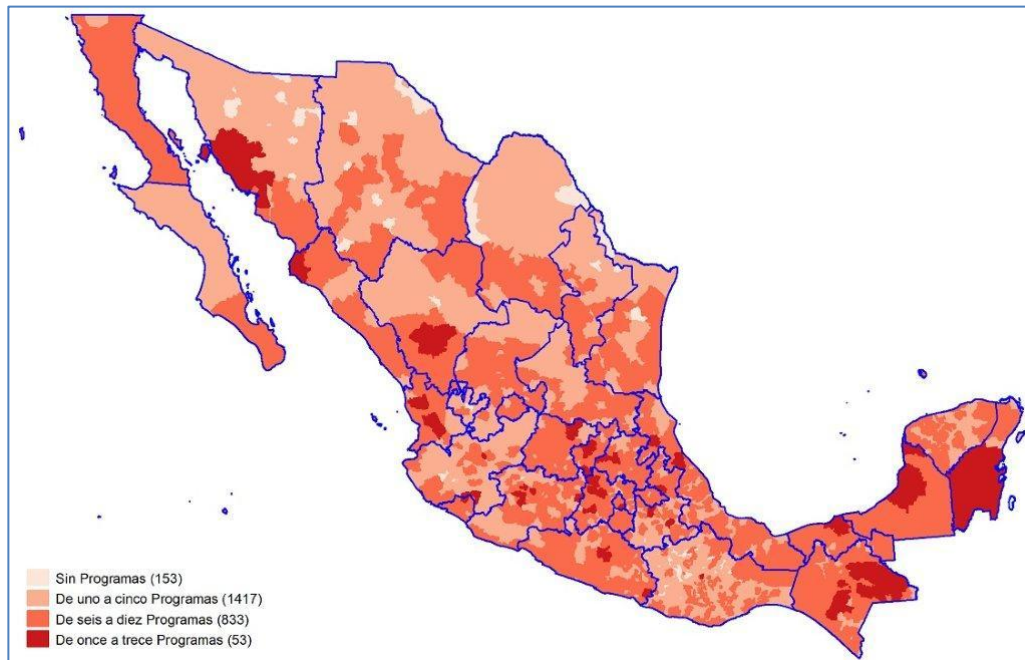 Sin Programas (153)
De uno a cinco Programas (1417)
De seis a diez Programas (833)
De once a trece Programas (53)